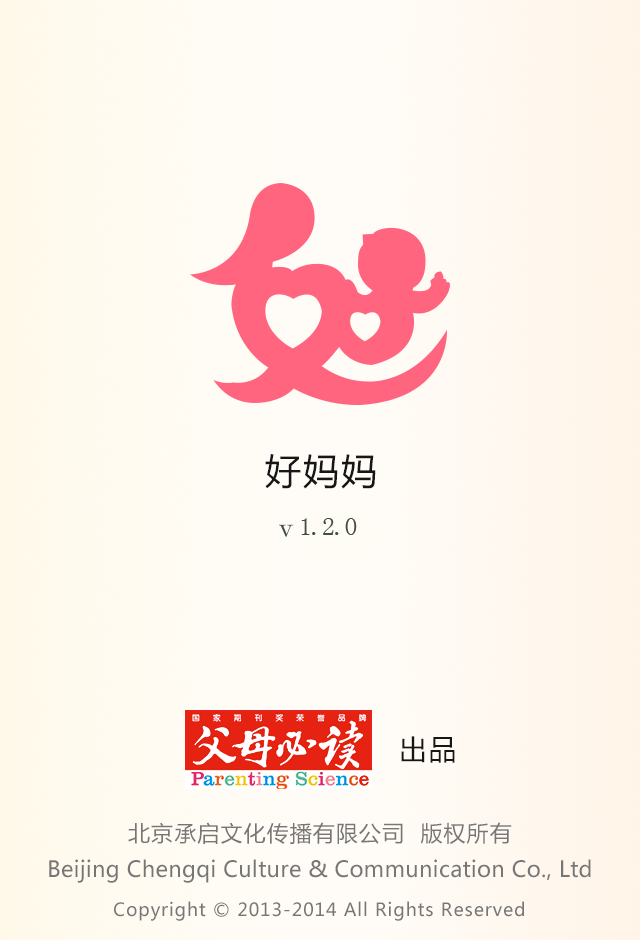 好妈妈
v 1.2.0
国家期刊奖荣誉品牌
父母必读 出品
Parenting Science
北京承启文化传播有限公司 版权所有
Beijing Chengqi Culture & Communication Co., Ltd
Copyright © 2013-2014 All Rights Reserved